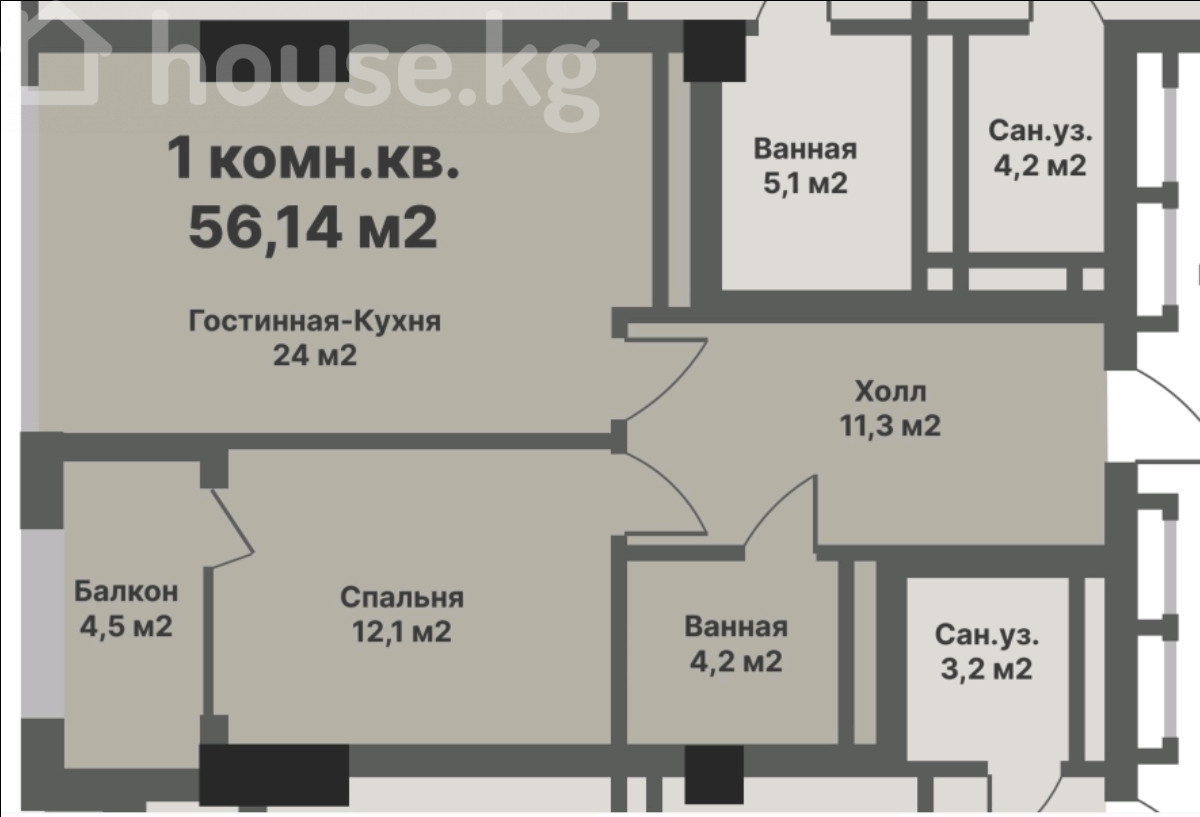 house.kg
1 комн.кв.
56,14 м2
Гостинная-Кухня
24 м2
Ванная
5,1 м2
Сан.уз.
4,2 м2
Холл
11,3 м2
Балкон
4,5 м2
Спальня
12,1 м2
Ванная
4,2 м2
Сан.уз.
3,2 м2